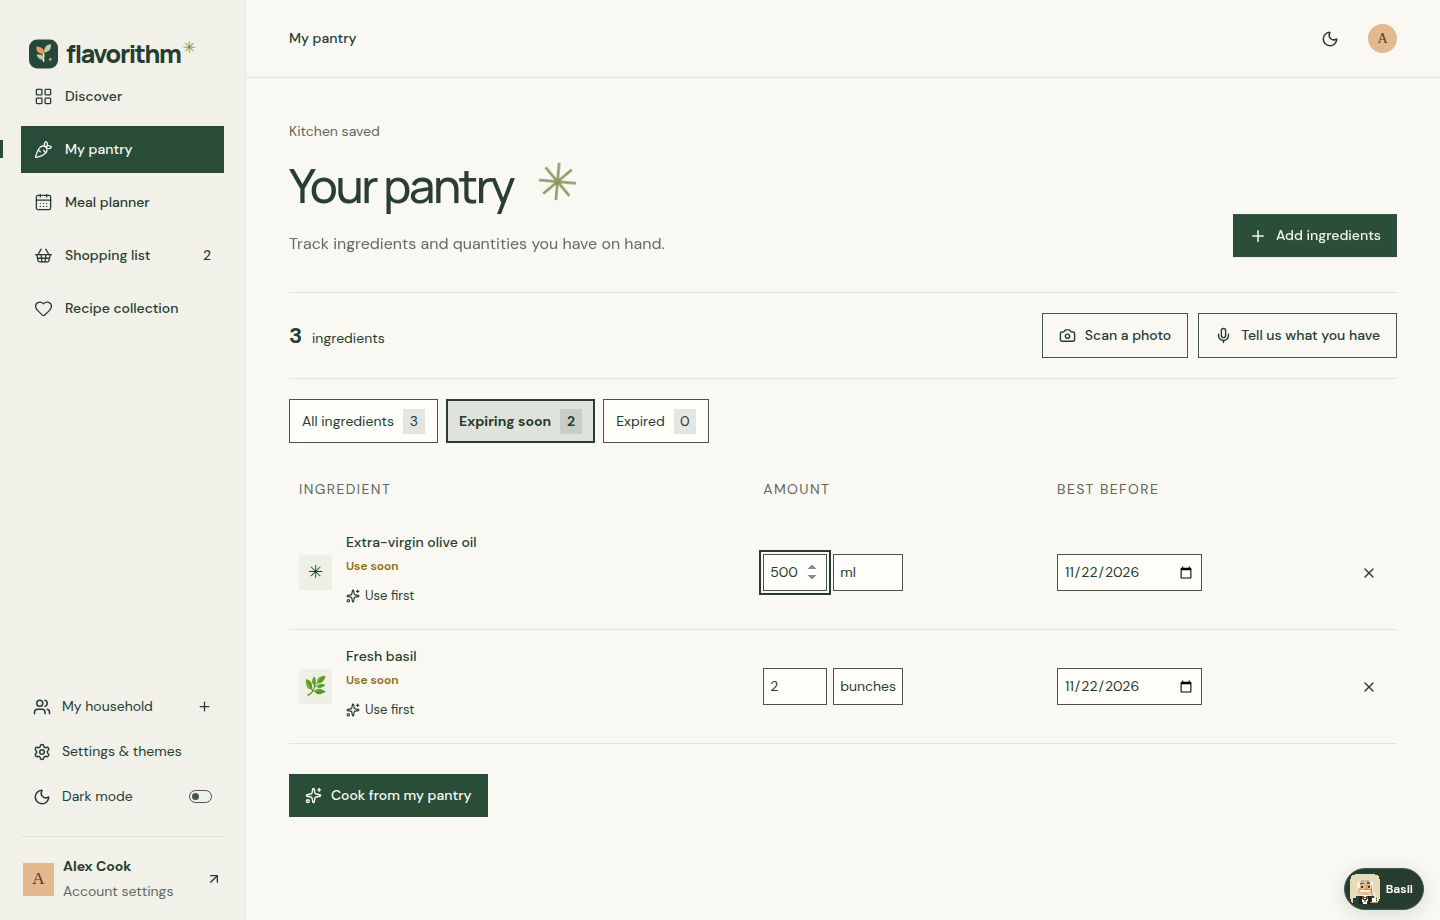 flavorithm
Discover
My pantry
Meal planner
Shopping list 2
Recipe collection
My household +
Settings & themes
Dark mode
A Alex Cook
Account settings
My pantry
A
Kitchen saved
Your pantry
Track ingredients and quantities you have on hand.
Add ingredients
3 ingredients
Scan a photo
Tell us what you have
All ingredients 3
Expiring soon 2
Expired 0
INGREDIENT AMOUNT BEST BEFORE
Extra-virgin olive oil
Use soon
Use first
500 ml 11/22/2026
Fresh basil
Use soon
Use first
2 bunches 11/22/2026
Cook from my pantry
Basil